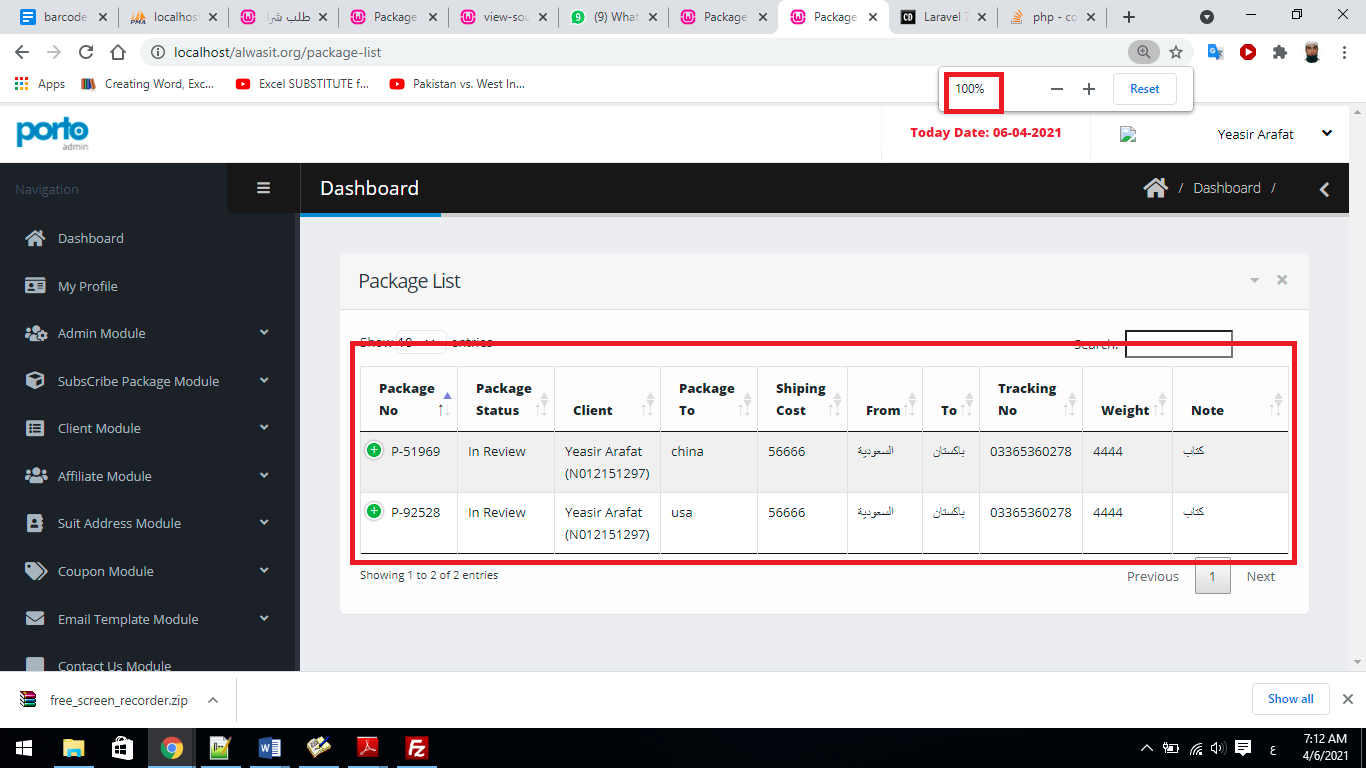 barcode
localhos
طلب شرا
Package
view-sou
(9) What
Package
Package
Laravel 7
php - co
localhost/alwasit.org/package-list
Apps
Creating Word, Exc...
Excel SUBSTITUTE f...
Pakistan vs. West In...
100%
Reset
porto
admin
Today Date: 06-04-2021
Yeasir Arafat
Navigation
Dashboard
/ Dashboard /
Dashboard
My Profile
Admin Module
SubsCribe Package Module
Client Module
Affiliate Module
Suit Address Module
Coupon Module
Email Template Module
Contact Us Module
Package List
Show 10 entries
Search:
Package No Package Status Client Package To Shiping Cost From To Tracking No Weight Note
P-51969 In Review Yeasir Arafat (N012151297) china 56666 السعودية باكستان 03365360278 4444 كتاب
P-92528 In Review Yeasir Arafat (N012151297) usa 56666 السعودية باكستان 03365360278 4444 كتاب
Showing 1 to 2 of 2 entries
Previous 1 Next
free_screen_recorder.zip
Show all
ع
7:12 AM
4/6/2021